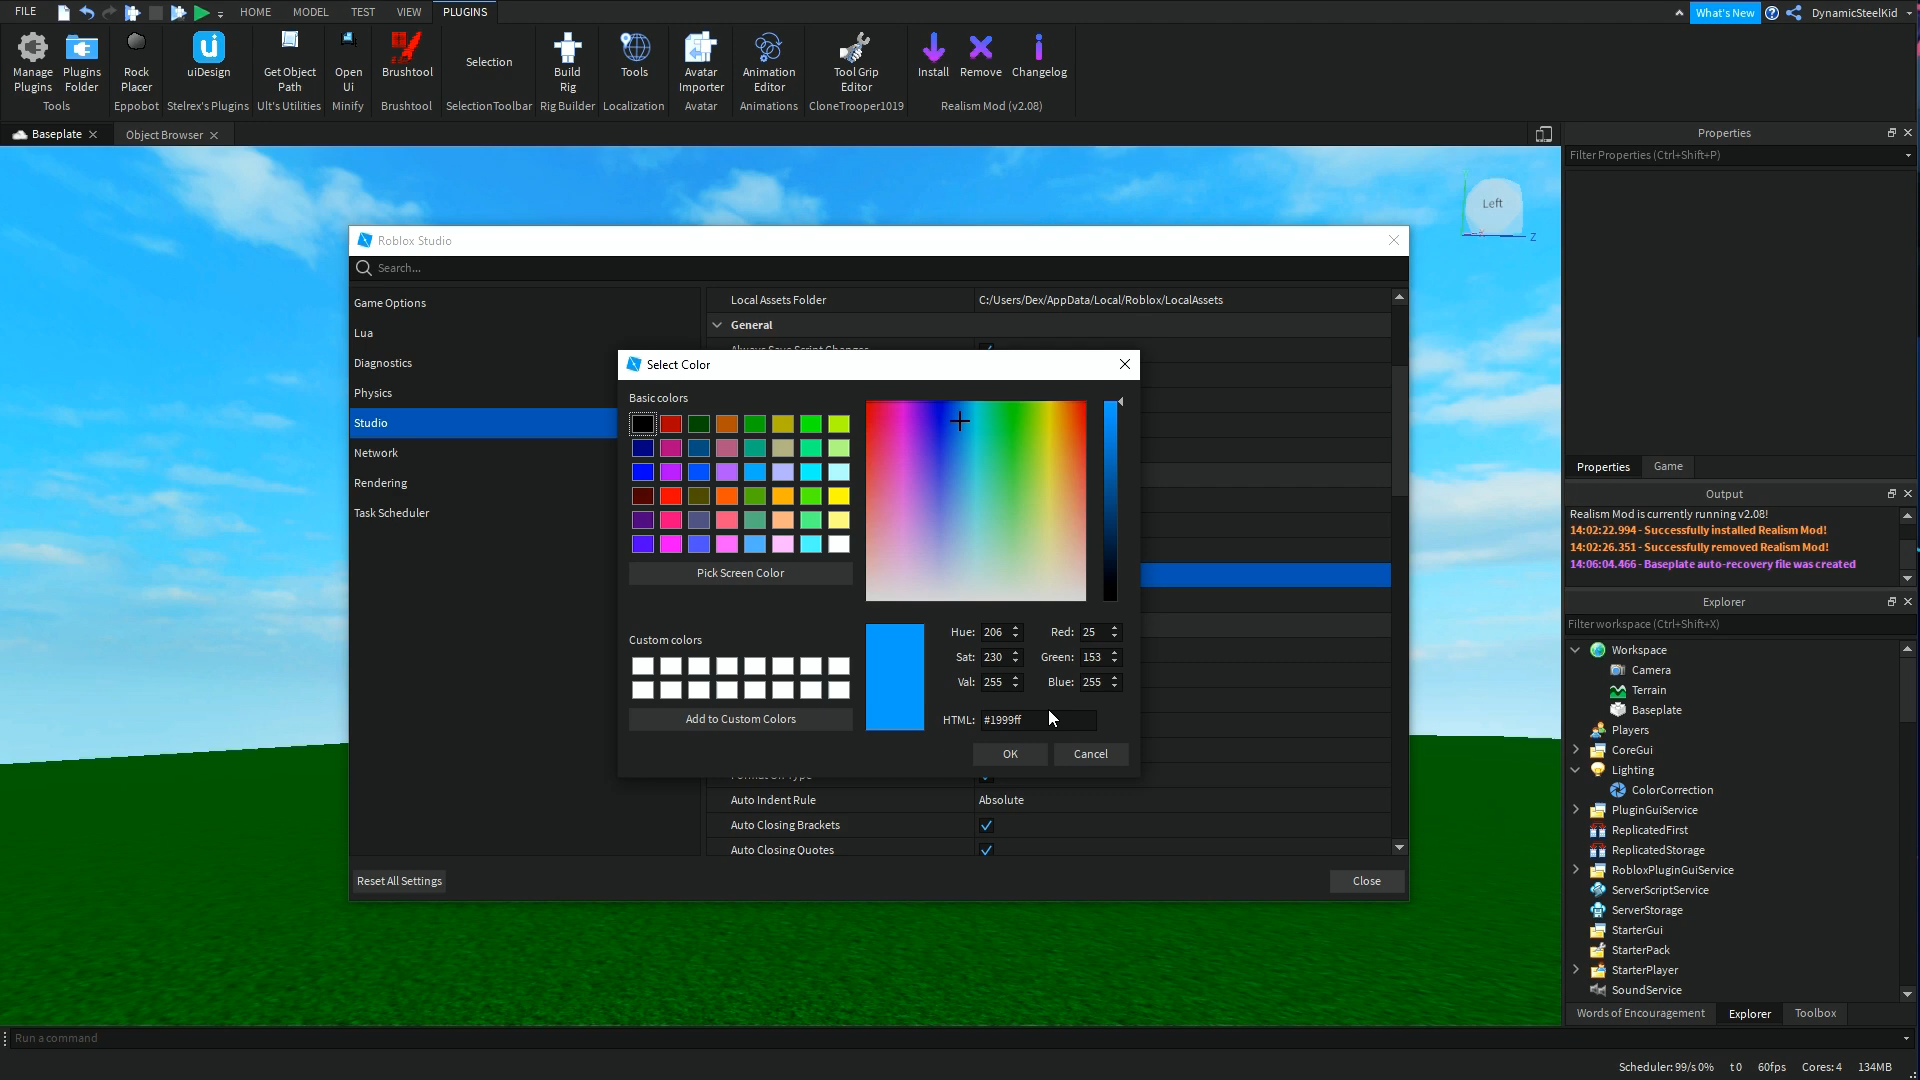 FILE HOME MODEL TEST VIEW PLUGINS What's New DynamicSteelKid
Manage Plugins
Plugins Folder
Tools
Rock Placer
Eppobot
uiDesign
Stelrex's Plugins
Get Object Path
Ult's Utilities
Open Ui
Minify
Brushtool
Brushtool
Selection
SelectionToolbar
Build Rig
Rig Builder
Tools
Localization
Avatar Importer
Avatar
Animation Editor
Animations
Tool Grip Editor
CloneTrooper1019
Install Remove Changelog
Realism Mod (v2.08)
Baseplate
Object Browser
Left
Z
Roblox Studio
Search...
Game Options
Lua
Diagnostics
Physics
Studio
Network
Rendering
Task Scheduler
Local Assets Folder C:/Users/Dex/AppData/Local/Roblox/LocalAssets
General
Always Save Script Changes
Select Color
Basic colors
Pick Screen Color
Custom colors
Add to Custom Colors
Hue: 206 Red: 25
Sat: 230 Green: 153
Val: 255 Blue: 255
HTML: #1999ff
OK Cancel
Auto Indent Rule Absolute
Auto Closing Brackets
Auto Closing Quotes
Reset All Settings
Close
Properties
Filter Properties (Ctrl+Shift+P)
Properties Game
Output
Realism Mod is currently running v2.08!
14:02:22.994 - Successfully installed Realism Mod!
14:02:26.351 - Successfully removed Realism Mod!
14:06:04.466 - Baseplate auto-recovery file was created
Explorer
Filter workspace (Ctrl+Shift+X)
Workspace
Camera
Terrain
Baseplate
Players
CoreGui
Lighting
ColorCorrection
PluginGuiService
ReplicatedFirst
ReplicatedStorage
RobloxPluginGuiService
ServerScriptService
ServerStorage
StarterGui
StarterPack
StarterPlayer
SoundService
Words of Encouragement Explorer Toolbox
Run a command
Scheduler: 99/s 0% t 0 60fps Cores: 4 134MB